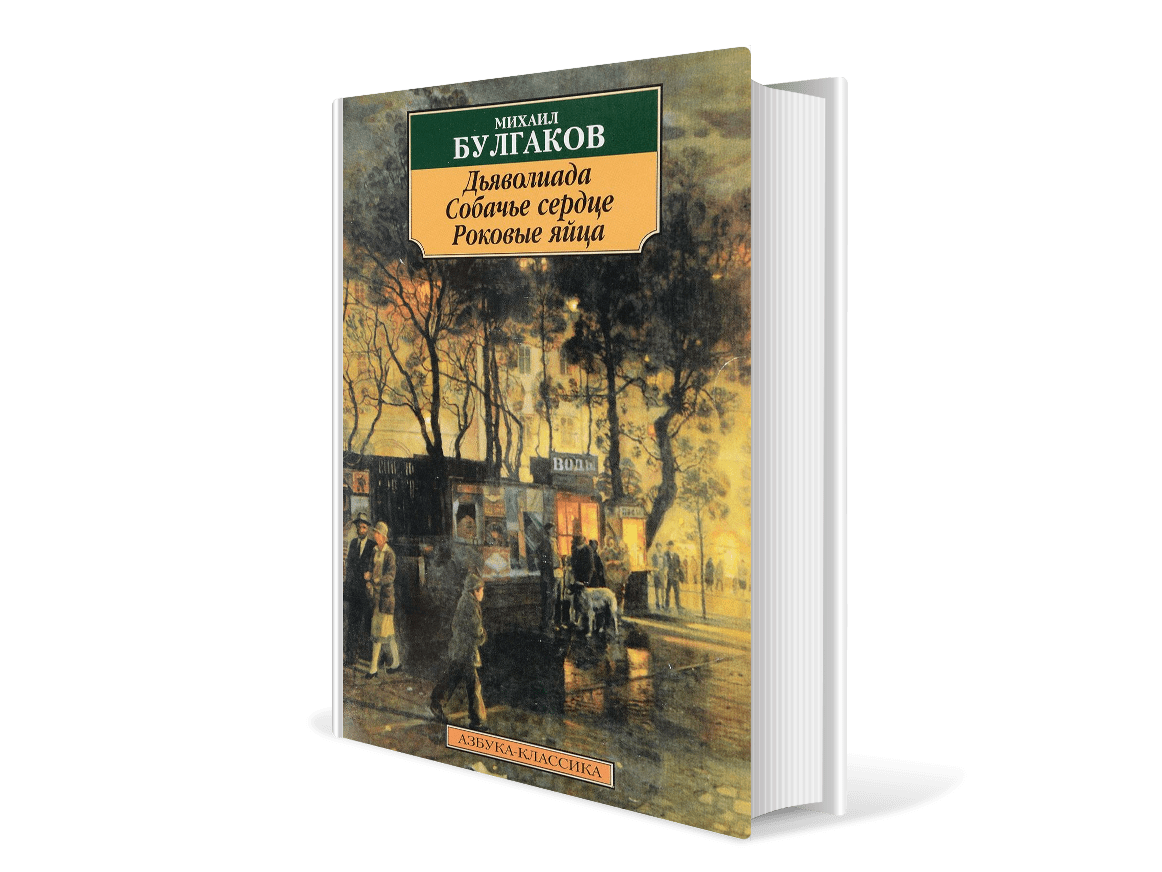 МИХАИЛ
БУЛГАКОВ
Дьяволиада
Собачье сердце
Роковые яйца
ВОДЫ
АЗБУКА-КЛАССИКА